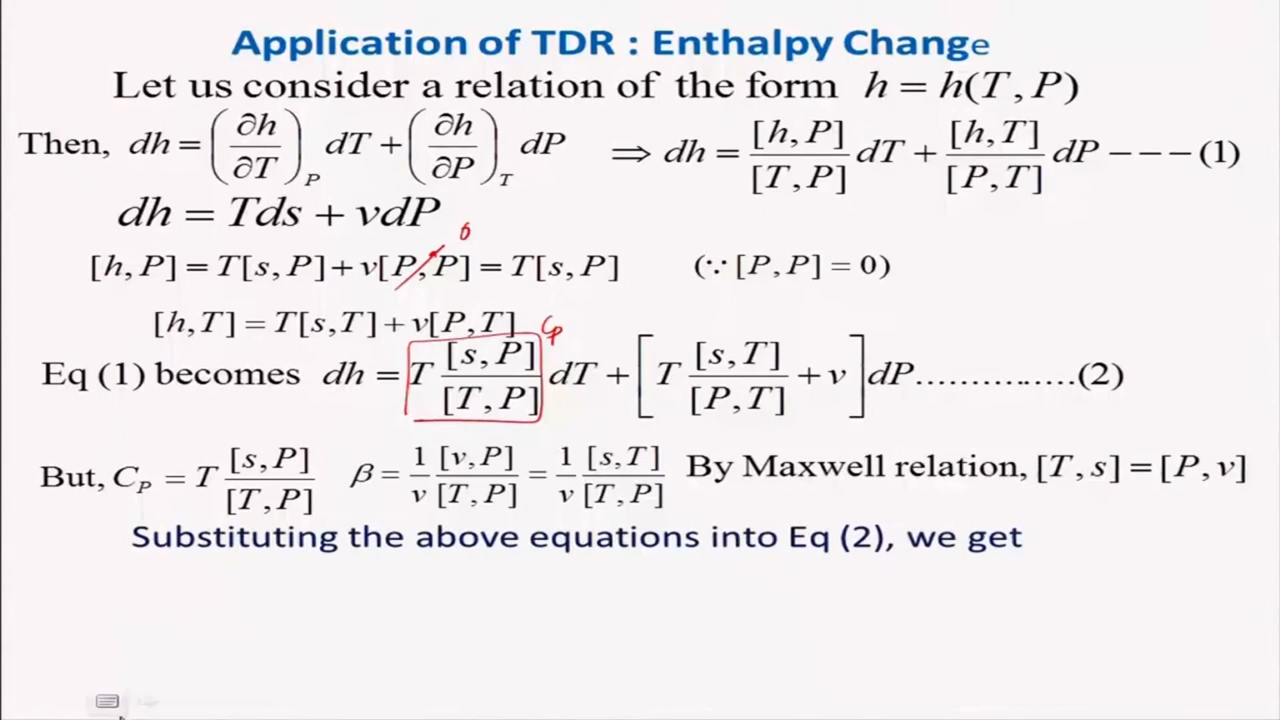 Application of TDR : Enthalpy Change
Let us consider a relation of the form h = h(T, P)
Then, dh = (∂h/∂T)_P dT + (∂h/∂P)_T dP ⇒ dh = [h,P]/[T,P] dT + [h,T]/[P,T] dP −−−(1)
dh = Tds + vdP
0
[h,P] = T[s,P] + v[P,P] = T[s,P] (∵[P,P] = 0)
[h,T] = T[s,T] + v[P,T] Cp
Eq (1) becomes dh = T [s,P]/[T,P] dT + [T [s,T]/[P,T] + v] dP...............(2)
But, C_P = T [s,P]/[T,P] β = 1/v [v,P]/[T,P] = 1/v [s,T]/[T,P] By Maxwell relation, [T,s] = [P,v]
Substituting the above equations into Eq (2), we get